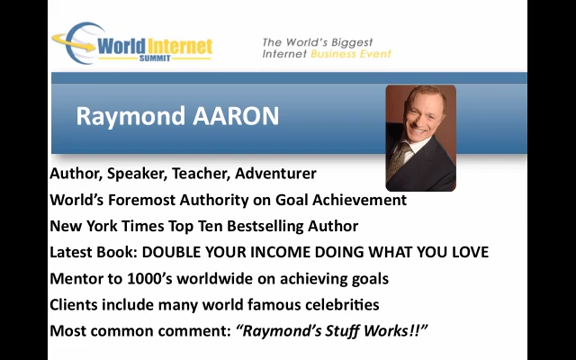 World Internet
SUMMIT
The World's Biggest
Internet Business Event
Raymond AARON
Author, Speaker, Teacher, Adventurer
World's Foremost Authority on Goal Achievement
New York Times Top Ten Bestselling Author
Latest Book: DOUBLE YOUR INCOME DOING WHAT YOU LOVE
Mentor to 1000's worldwide on achieving goals
Clients include many world famous celebrities
Most common comment: “Raymond's Stuff Works!!”